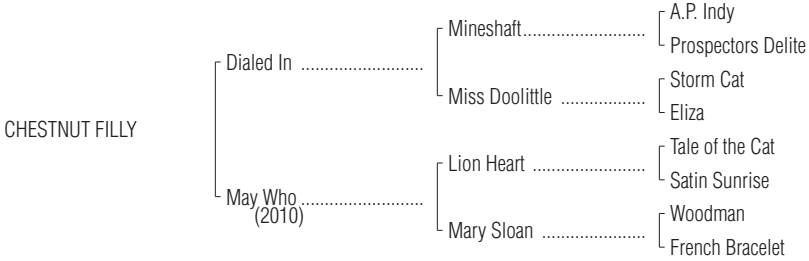 A.P. Indy
Mineshaft..........................
Prospectors Delite
Dialed In ..........................
Storm Cat
Miss Doolittle ..................
Eliza
CHESTNUT FILLY
Tale of the Cat
Lion Heart ........................
Satin Sunrise
May Who ..........................
(2010)
Woodman
Mary Sloan ......................
French Bracelet